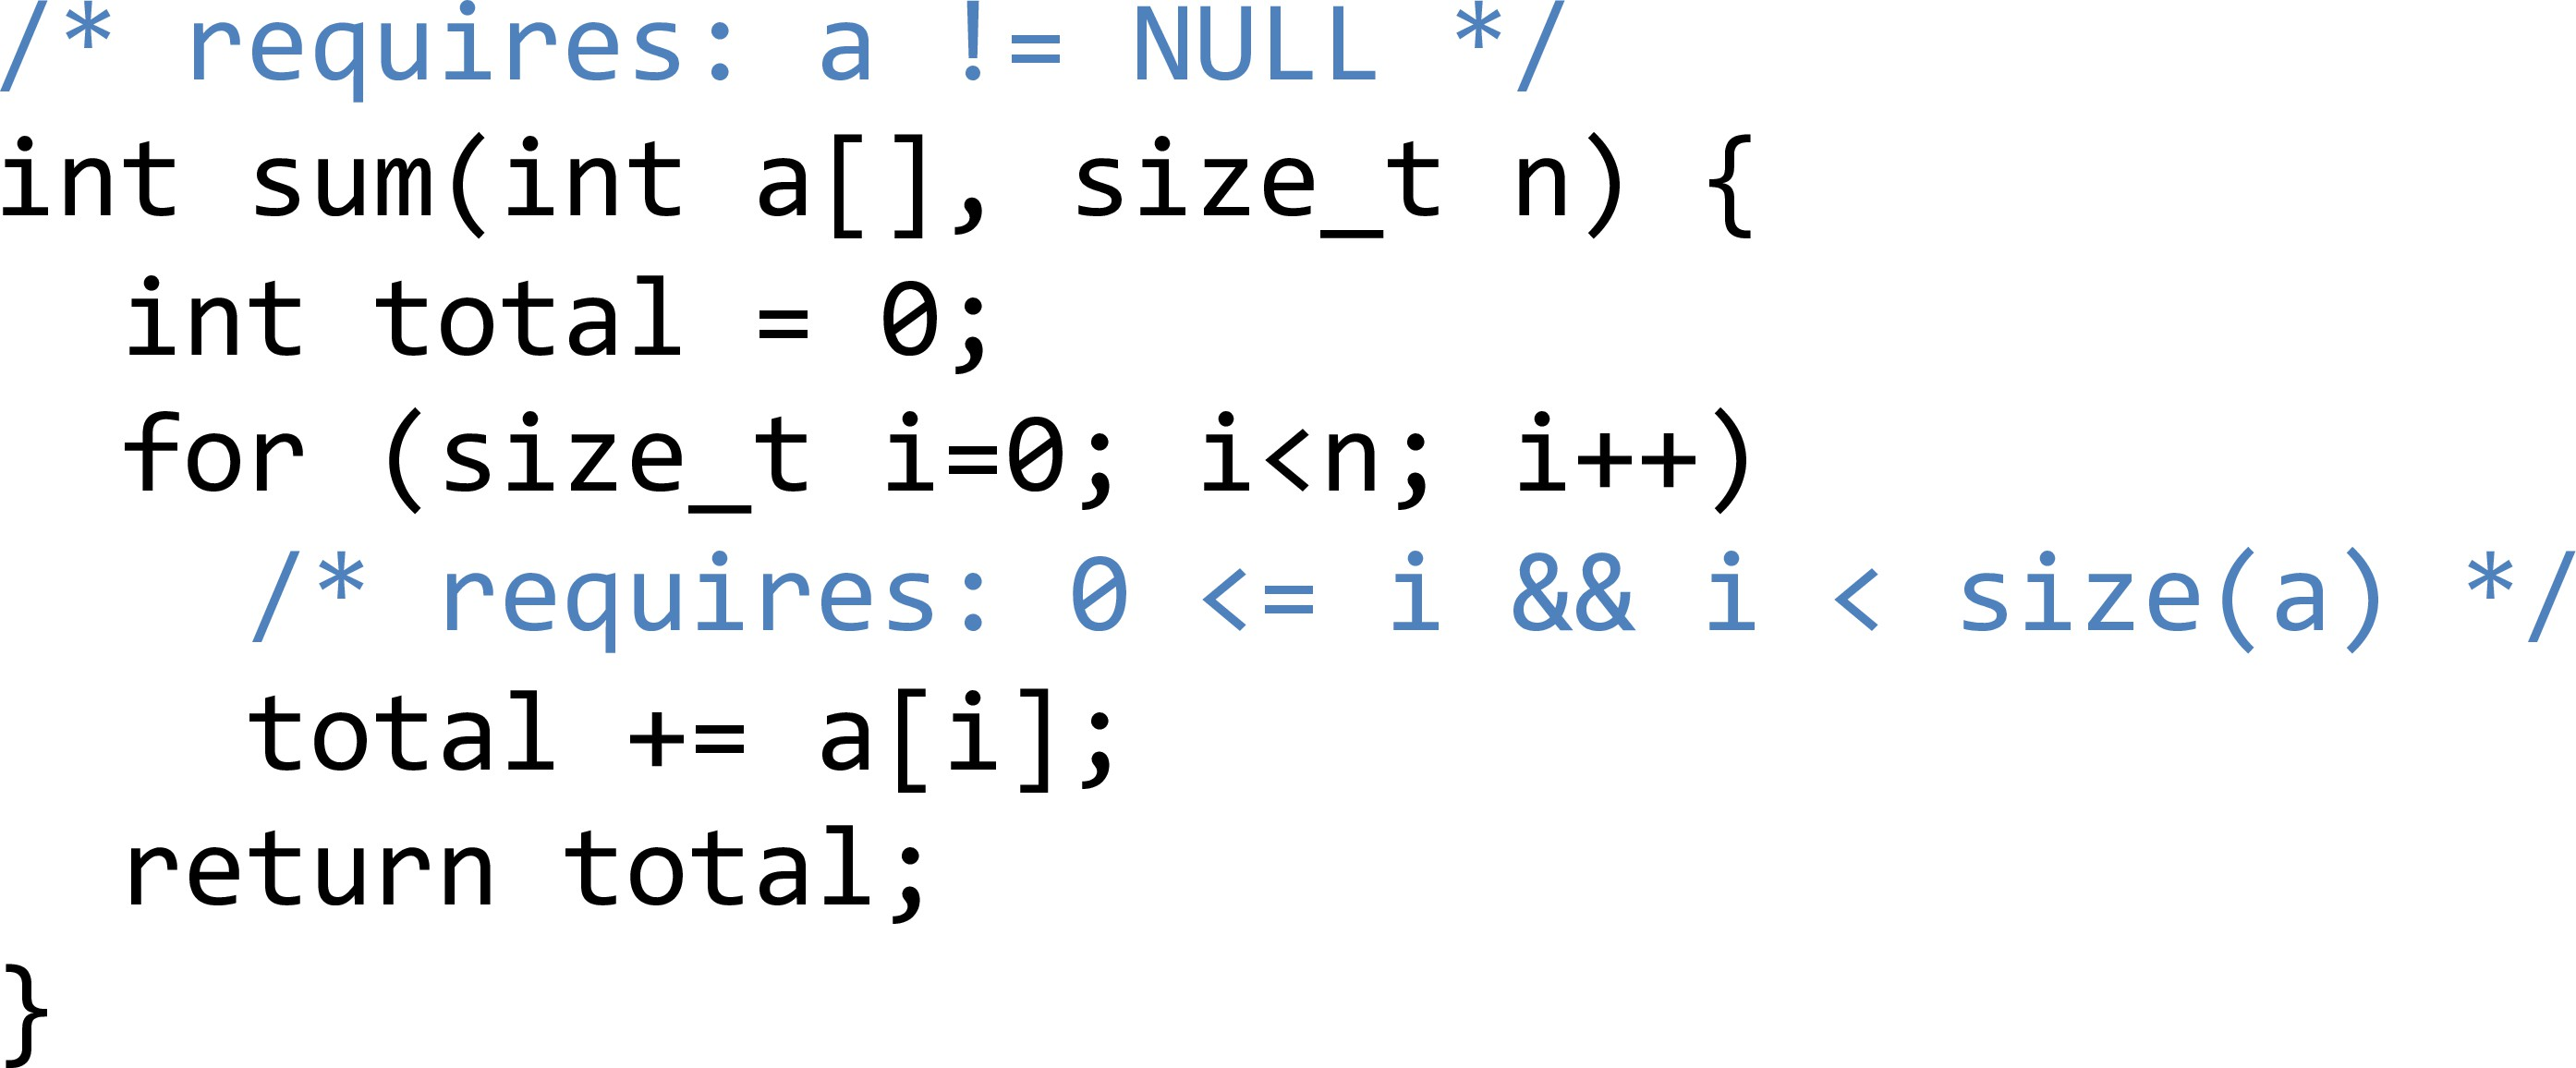 /* requires: a != NULL */
int sum(int a[], size_t n) {
  int total = 0;
  for (size_t i=0; i<n; i++)
    /* requires: 0 <= i && i < size(a) */
    total += a[i];
  return total;
}